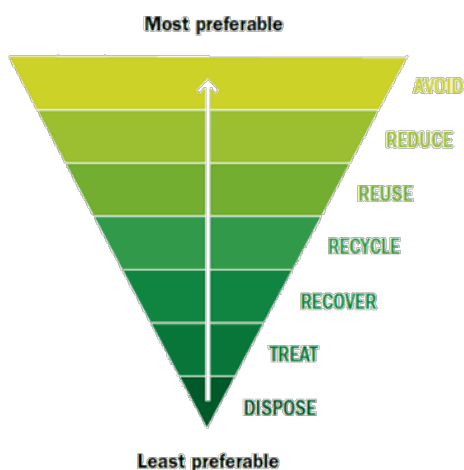 Most preferable
AVOID
REDUCE
REUSE
RECYCLE
RECOVER
TREAT
DISPOSE
Least preferable